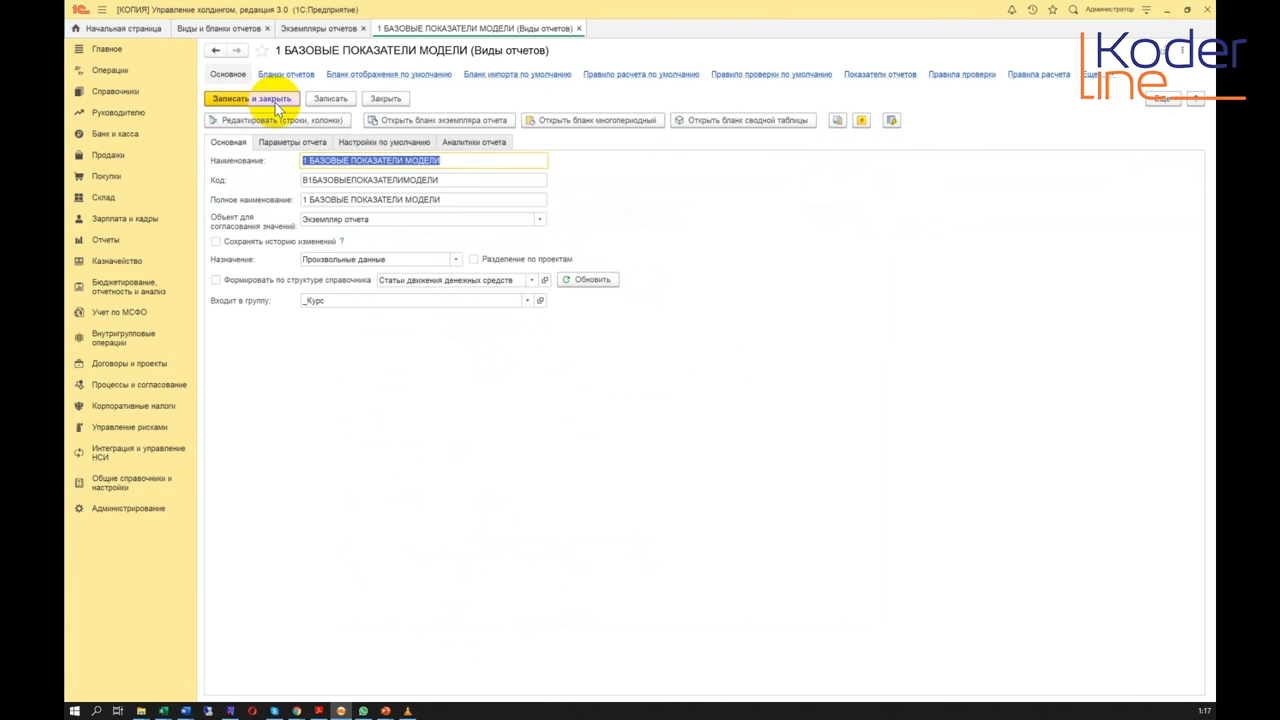 [КОПИЯ] Управление холдингом, редакция 3.0 (1С:Предприятие)
Администратор
Начальная страница
Виды и бланки отчетов ×
Экземпляры отчетов ×
1 БАЗОВЫЕ ПОКАЗАТЕЛИ МОДЕЛИ (Виды отчетов) ×
Koder
line
Главное
Операции
Справочники
Руководителю
Банк и касса
Продажи
Покупки
Склад
Зарплата и кадры
Отчеты
Казначейство
Бюджетирование,
отчетность и анализ
Учет по МСФО
Внутригрупповые
операции
Договоры и проекты
Процессы и согласование
Корпоративные налоги
Управление рисками
Интеграция и управление
НСИ
Общие справочники и
настройки
Администрирование
1 БАЗОВЫЕ ПОКАЗАТЕЛИ МОДЕЛИ (Виды отчетов)
Основное Бланки отчетов Бланк отображения по умолчанию Бланк импорта по умолчанию Правило расчета по умолчанию Правило проверки по умолчанию Показатели отчетов Правила проверки Правила расчета Еще...
Записать и закрыть Записать Закрыть
Редактировать (строки, колонки) Открыть бланк экземпляра отчета Открыть бланк многопериодный Открыть бланк сводной таблицы
Основная Параметры отчета Настройки по умолчанию Аналитики отчета
Наименование: 1 БАЗОВЫЕ ПОКАЗАТЕЛИ МОДЕЛИ
Код: В1БАЗОВЫЕПОКАЗАТЕЛИМОДЕЛИ
Полное наименование: 1 БАЗОВЫЕ ПОКАЗАТЕЛИ МОДЕЛИ
Объект для
согласования значений: Экземпляр отчета
Сохранять историю изменений ?
Назначение: Произвольные данные Разделение по проектам
Формировать по структуре справочника Статьи движения денежных средств Обновить
Входит в группу: _Курс
1:17